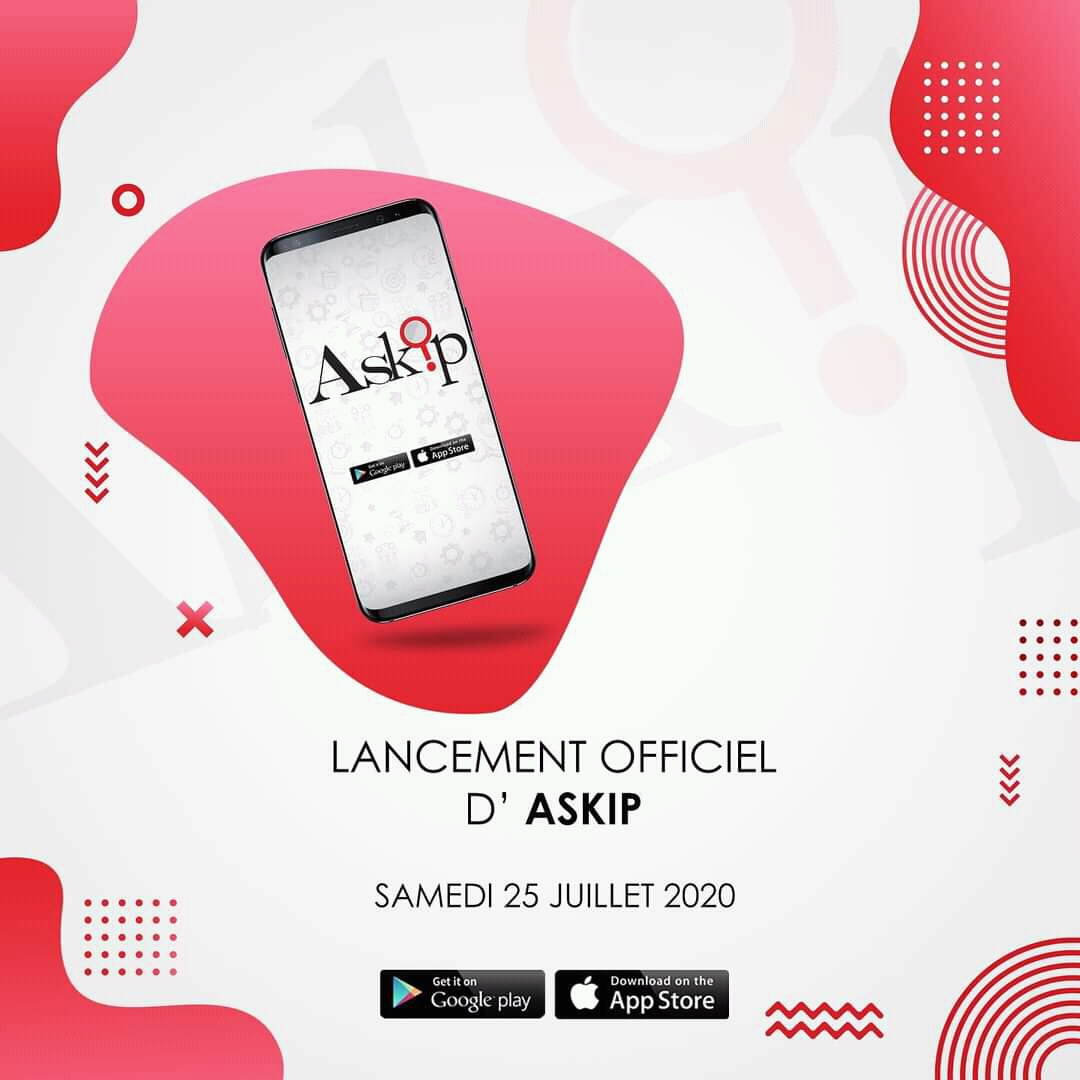 Askip
Get it on
Google play
Download on the
App Store
LANCEMENT OFFICIEL
D' ASKIP
SAMEDI 25 JUILLET 2020
Get it on
Google play
Download on the
App Store